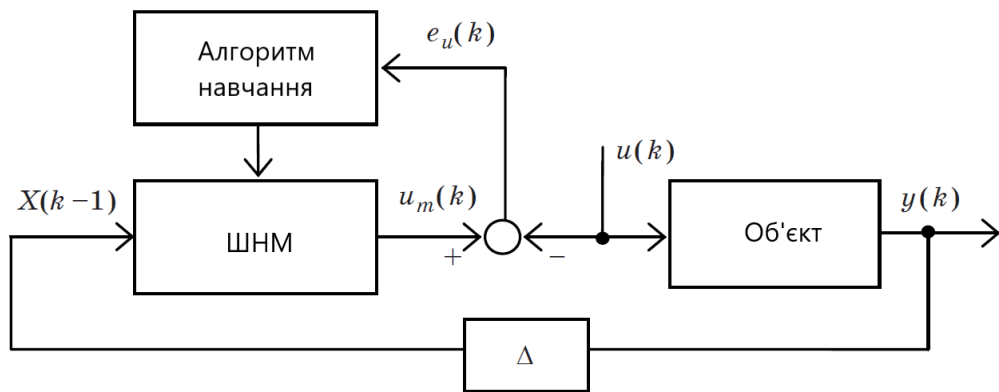 Алгоритм
навчання
e_u(k)
u(k)
X(k−1)
ШНМ
u_m(k)
+
−
Об'єкт
y(k)
Δ